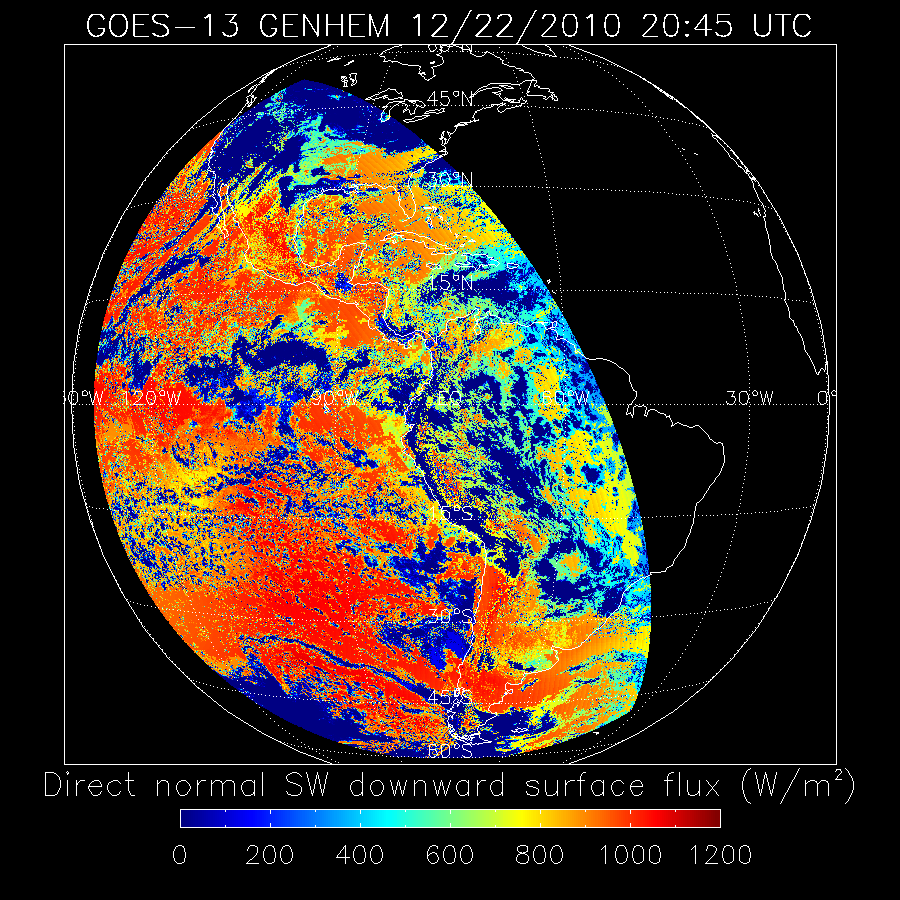 GOES-13 GENHEM 12/22/2010 20:45 UTC
45°N
15°N
0°W 120°W 90°W 30°W 0°
15°S
30°S
45°S
60°S
Direct normal SW downward surface flux (W/m²)
0 200 400 600 800 1000 1200